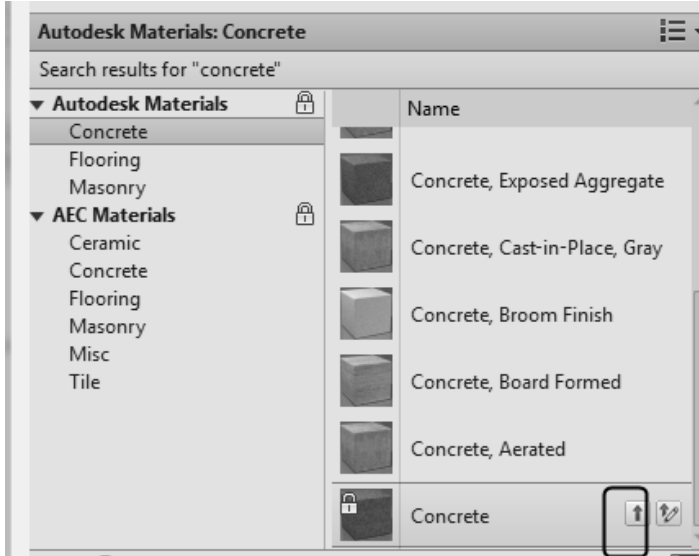 Autodesk Materials: Concrete
Search results for "concrete"
Autodesk Materials
Concrete
Flooring
Masonry
AEC Materials
Ceramic
Concrete
Flooring
Masonry
Misc
Tile
Name
Concrete, Exposed Aggregate
Concrete, Cast-in-Place, Gray
Concrete, Broom Finish
Concrete, Board Formed
Concrete, Aerated
Concrete